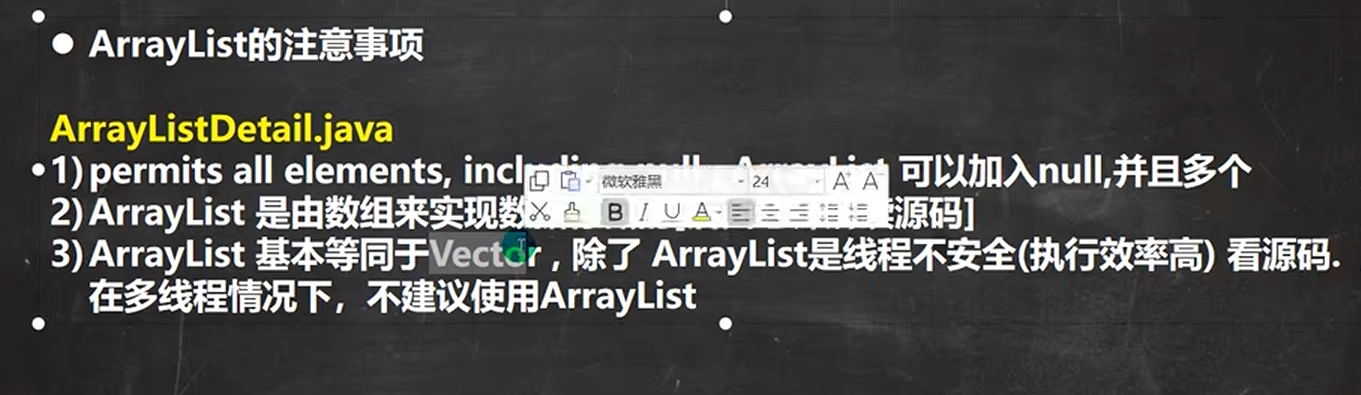 ● ArrayList的注意事项
ArrayListDetail.java
1) permits all elements, including null, ArrayList 可以加入null,并且多个
微软雅黑 24 A A
2) ArrayList 是由数组来实现数 源码]
B I U A
3) ArrayList 基本等同于Vector , 除了 ArrayList是线程不安全(执行效率高) 看源码.
在多线程情况下，不建议使用ArrayList